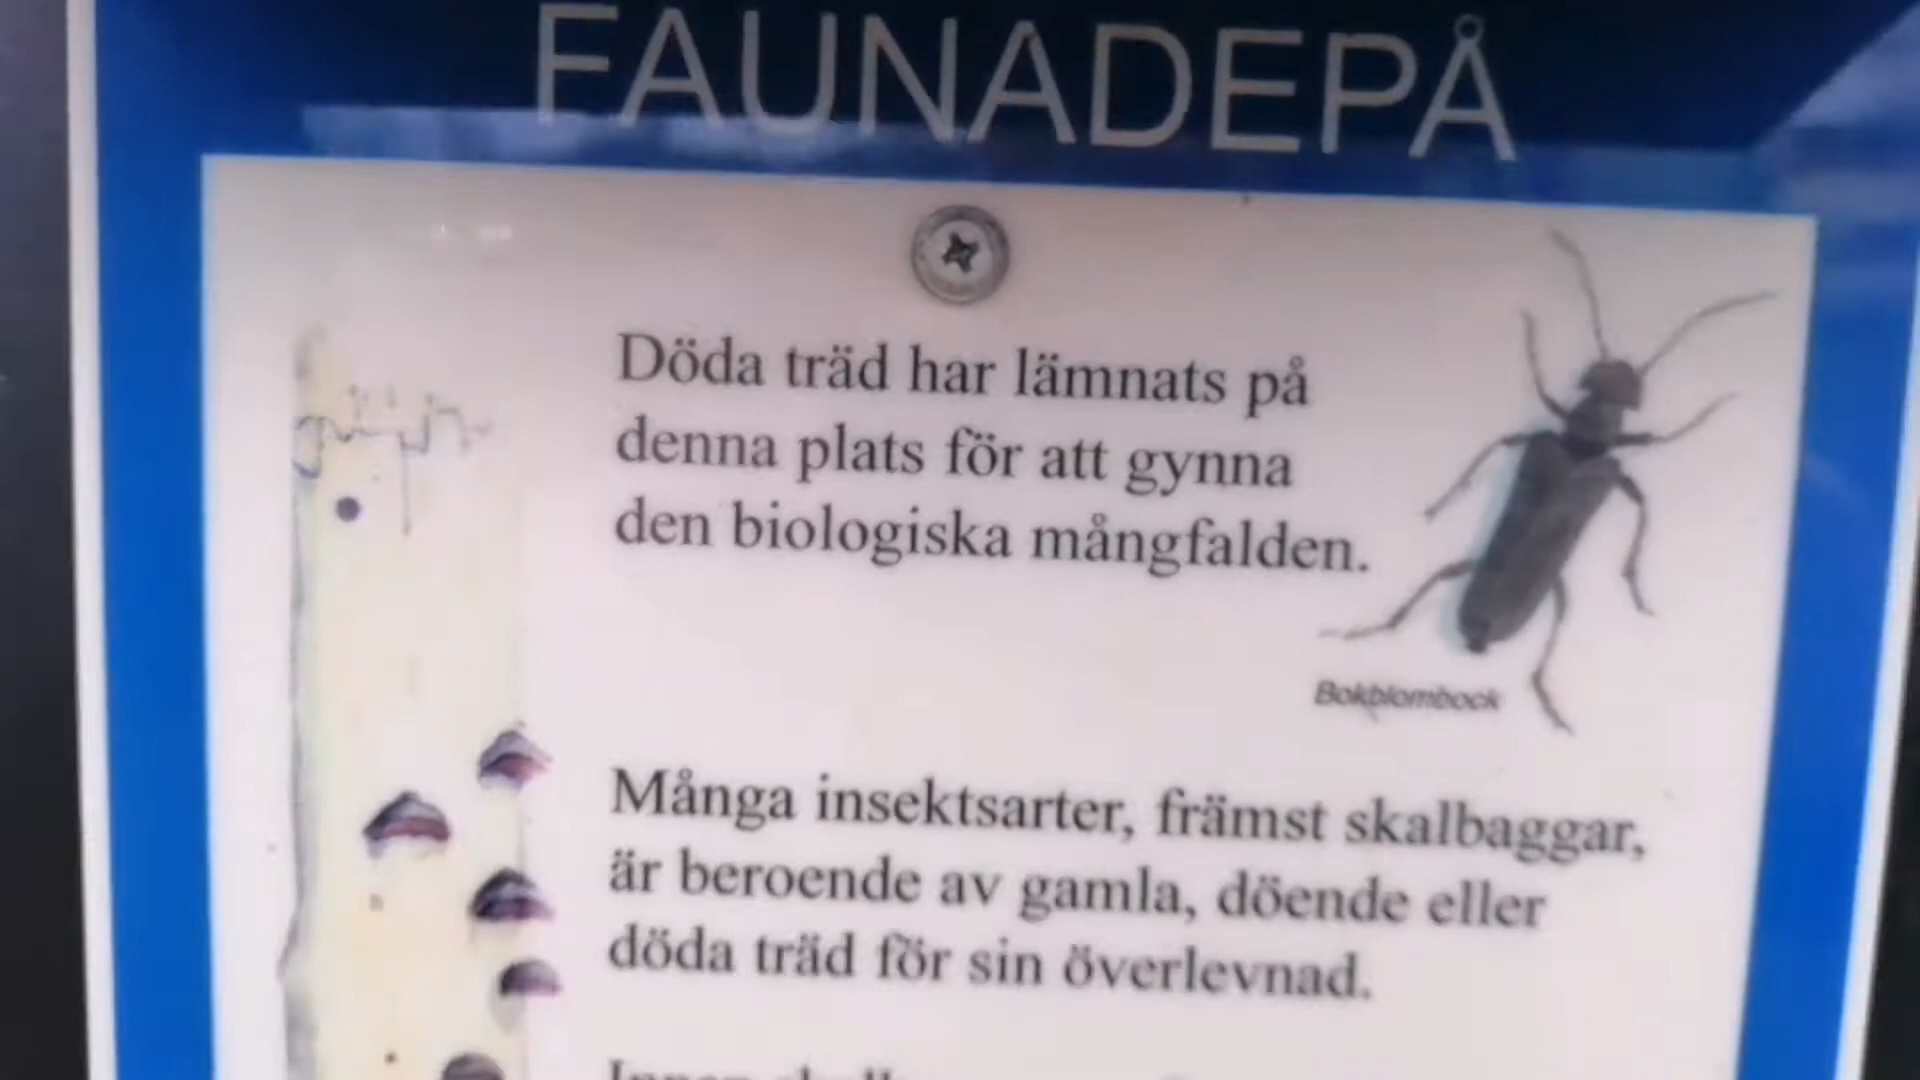 FAUNADEPÅ
Döda träd har lämnats på
denna plats för att gynna
den biologiska mångfalden.
Bokblombock
Många insektsarter, främst skalbaggar,
är beroende av gamla, döende eller
döda träd för sin överlevnad.